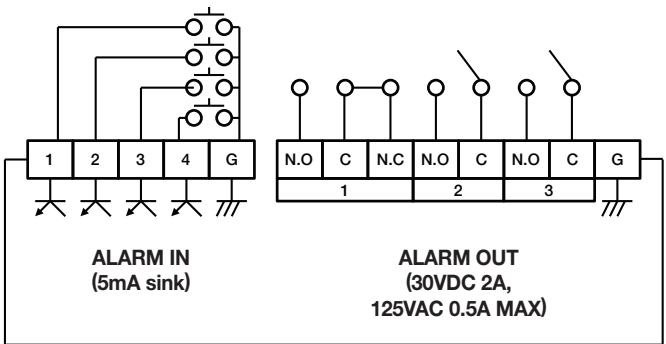 1 2 3 4 G
N.O C N.C N.O C N.O C G
1 2 3
ALARM IN
(5mA sink)
ALARM OUT
(30VDC 2A,
125VAC 0.5A MAX)